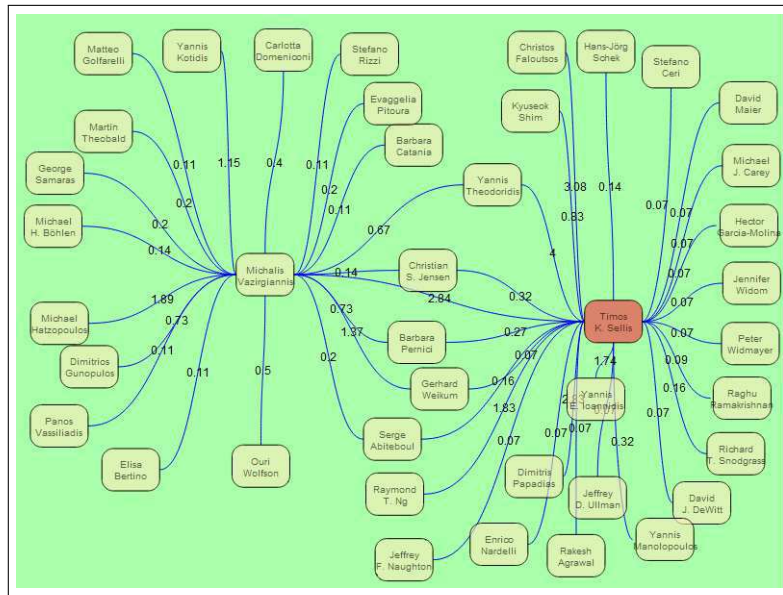 Matteo
Golfarelli
Yannis
Kotidis
Carlotta
Domeniconi
Stefano
Rizzi
Christos
Faloutsos
Hans-Jörg
Schek
Stefano
Ceri
Evaggelia
Pitoura
Kyuseok
Shim
David
Maier
Martin
Theobald
Barbara
Catania
George
Samaras
Yannis
Theodoridis
Michael
J. Carey
0.11
1.15
0.4
0.11
0.2
0.11
3.08
0.83
0.14
0.07
0.07
0.07
0.2
0.2
0.67
Michael
H. Böhlen
0.14
Hector
Garcia-Molina
0.07
4
Michalis
Vazirgiannis
0.14
Christian
S. Jensen
2.84
0.32
Jennifer
Widom
0.07
1.89
0.73
0.73
1.37
Michael
Hatzopoulos
Timos
K. Sellis
Barbara
Pernici
0.27
0.07
Peter
Widmayer
0.11
Dimitrios
Gunopulos
0.2
0.07
1.74
0.09
0.11
0.5
Gerhard
Weikum
0.16
Yannis
E. Ioannidis
0.16
Raghu
Ramakrishnan
1.83
0.07
0.07
Panos
Vassiliadis
Serge
Abiteboul
0.07
0.07
0.32
Richard
T. Snodgrass
Elisa
Bertino
Ouri
Wolfson
Raymond
T. Ng
Dimitris
Papadias
Jeffrey
D. Ullman
David
J. DeWitt
Jeffrey
F. Naughton
Enrico
Nardelli
Rakesh
Agrawal
Yannis
Manolopoulos